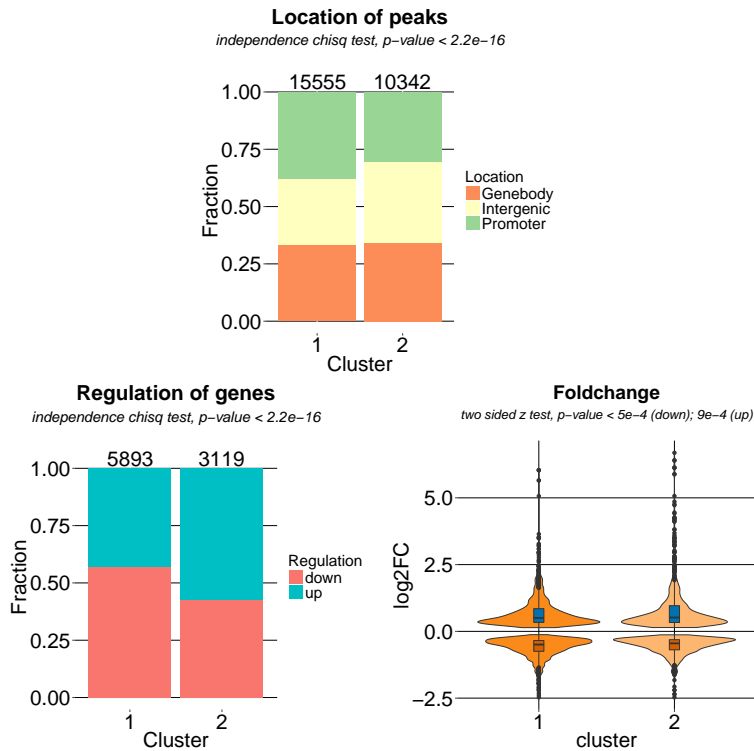 Location of peaks
independence chisq test, p-value < 2.2e-16
15555 10342
1.00
0.75
0.50
0.25
0.00
Fraction
1 2
Cluster
Location
Genebody
Intergenic
Promoter
Regulation of genes
independence chisq test, p-value < 2.2e-16
5893 3119
1.00
0.75
0.50
0.25
0.00
Fraction
1 2
Cluster
Regulation
down
up
Foldchange
two sided z test, p-value < 5e-4 (down); 9e-4 (up)
5.0
2.5
0.0
−2.5
log2FC
1 2
cluster